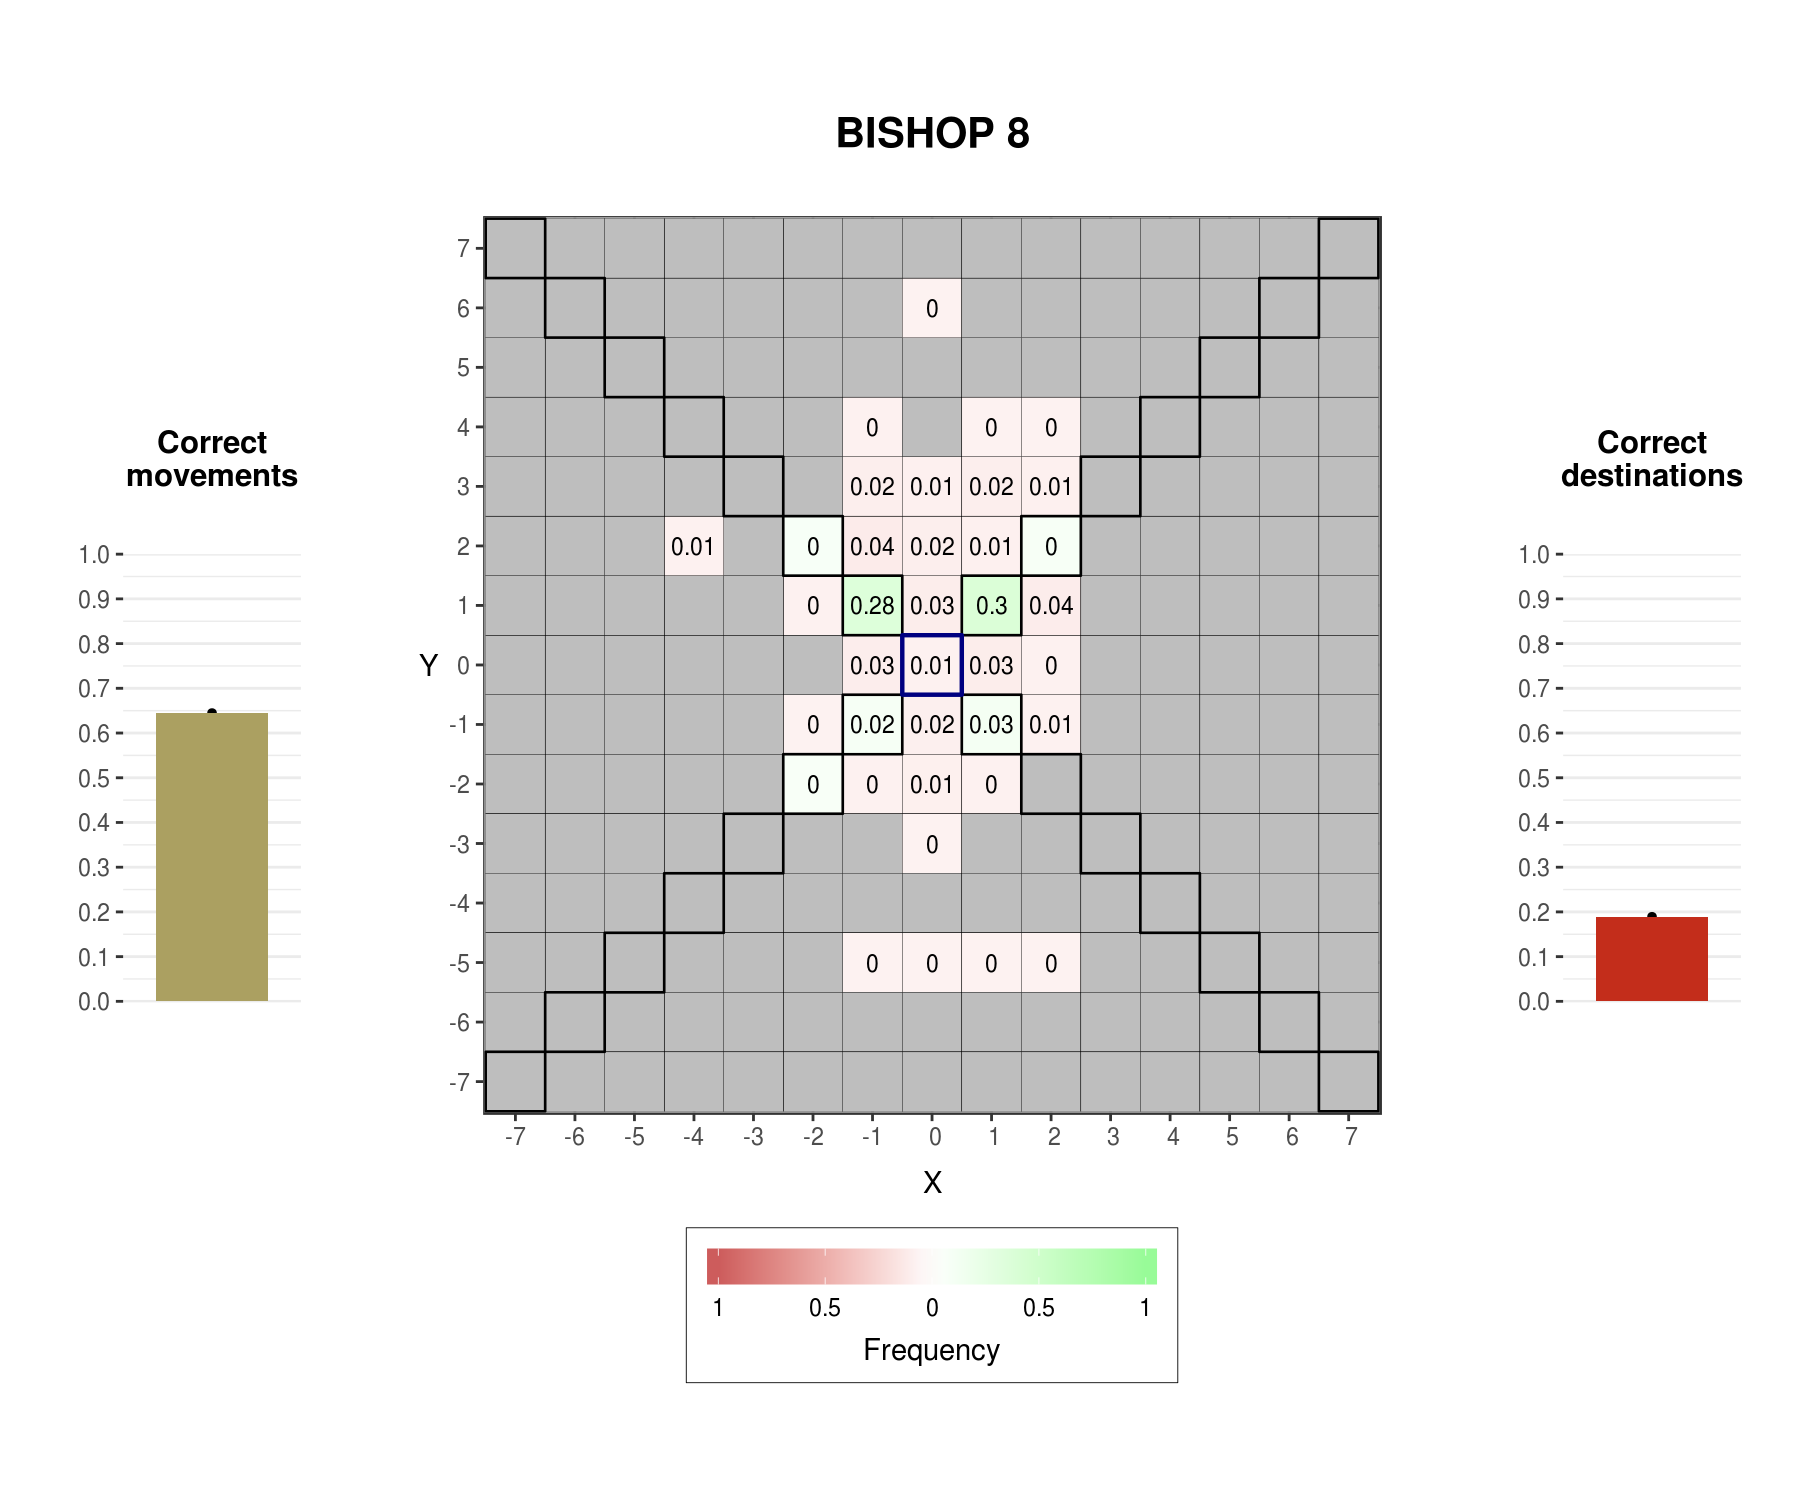 BISHOP 8
Correct
movements
1.0
0.9
0.8
0.7
0.6
0.5
0.4
0.3
0.2
0.1
0.0
Y
7
6 0
5
4 0 0 0
3 0.02 0.01 0.02 0.01
2 0.01 0 0.04 0.02 0.01 0
1 0 0.28 0.03 0.3 0.04
0 0.03 0.01 0.03 0
-1 0 0.02 0.02 0.03 0.01
-2 0 0 0.01 0
-3 0
-4
-5 0 0 0 0
-6
-7
-7 -6 -5 -4 -3 -2 -1 0 1 2 3 4 5 6 7
X
1 0.5 0 0.5 1
Frequency
Correct
destinations
1.0
0.9
0.8
0.7
0.6
0.5
0.4
0.3
0.2
0.1
0.0